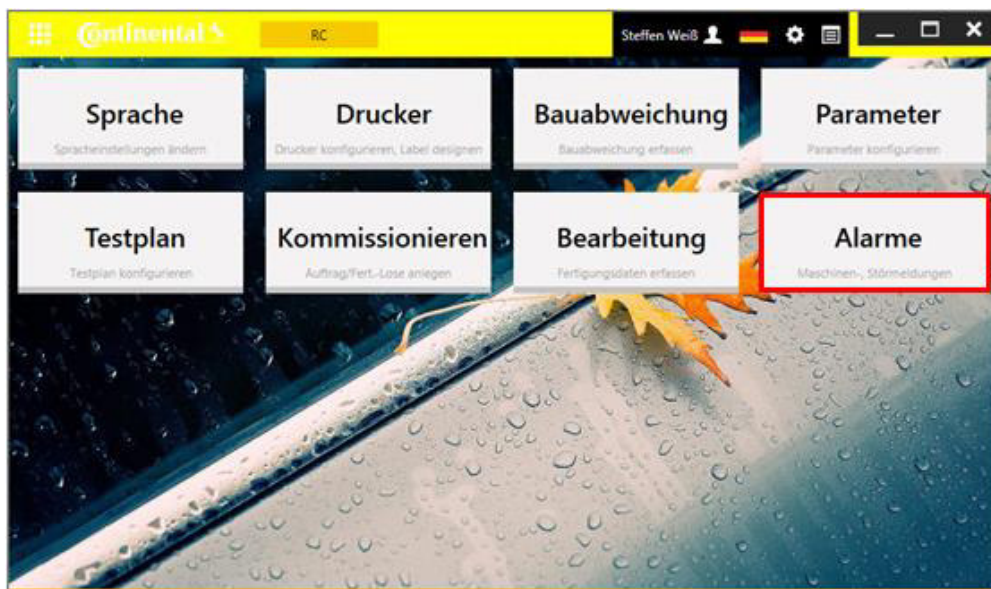 Continental
RC
Steffen Weiß
Sprache
Spracheinstellungen ändern
Drucker
Drucker konfigurieren, Label designen
Bauabweichung
Bauabweichung erfassen
Parameter
Parameter konfigurieren
Testplan
Testplan konfigurieren
Kommissionieren
Auftrag/Fert.-Lose anlegen
Bearbeitung
Fertigungsdaten erfassen
Alarme
Maschinen-, Störmeldungen